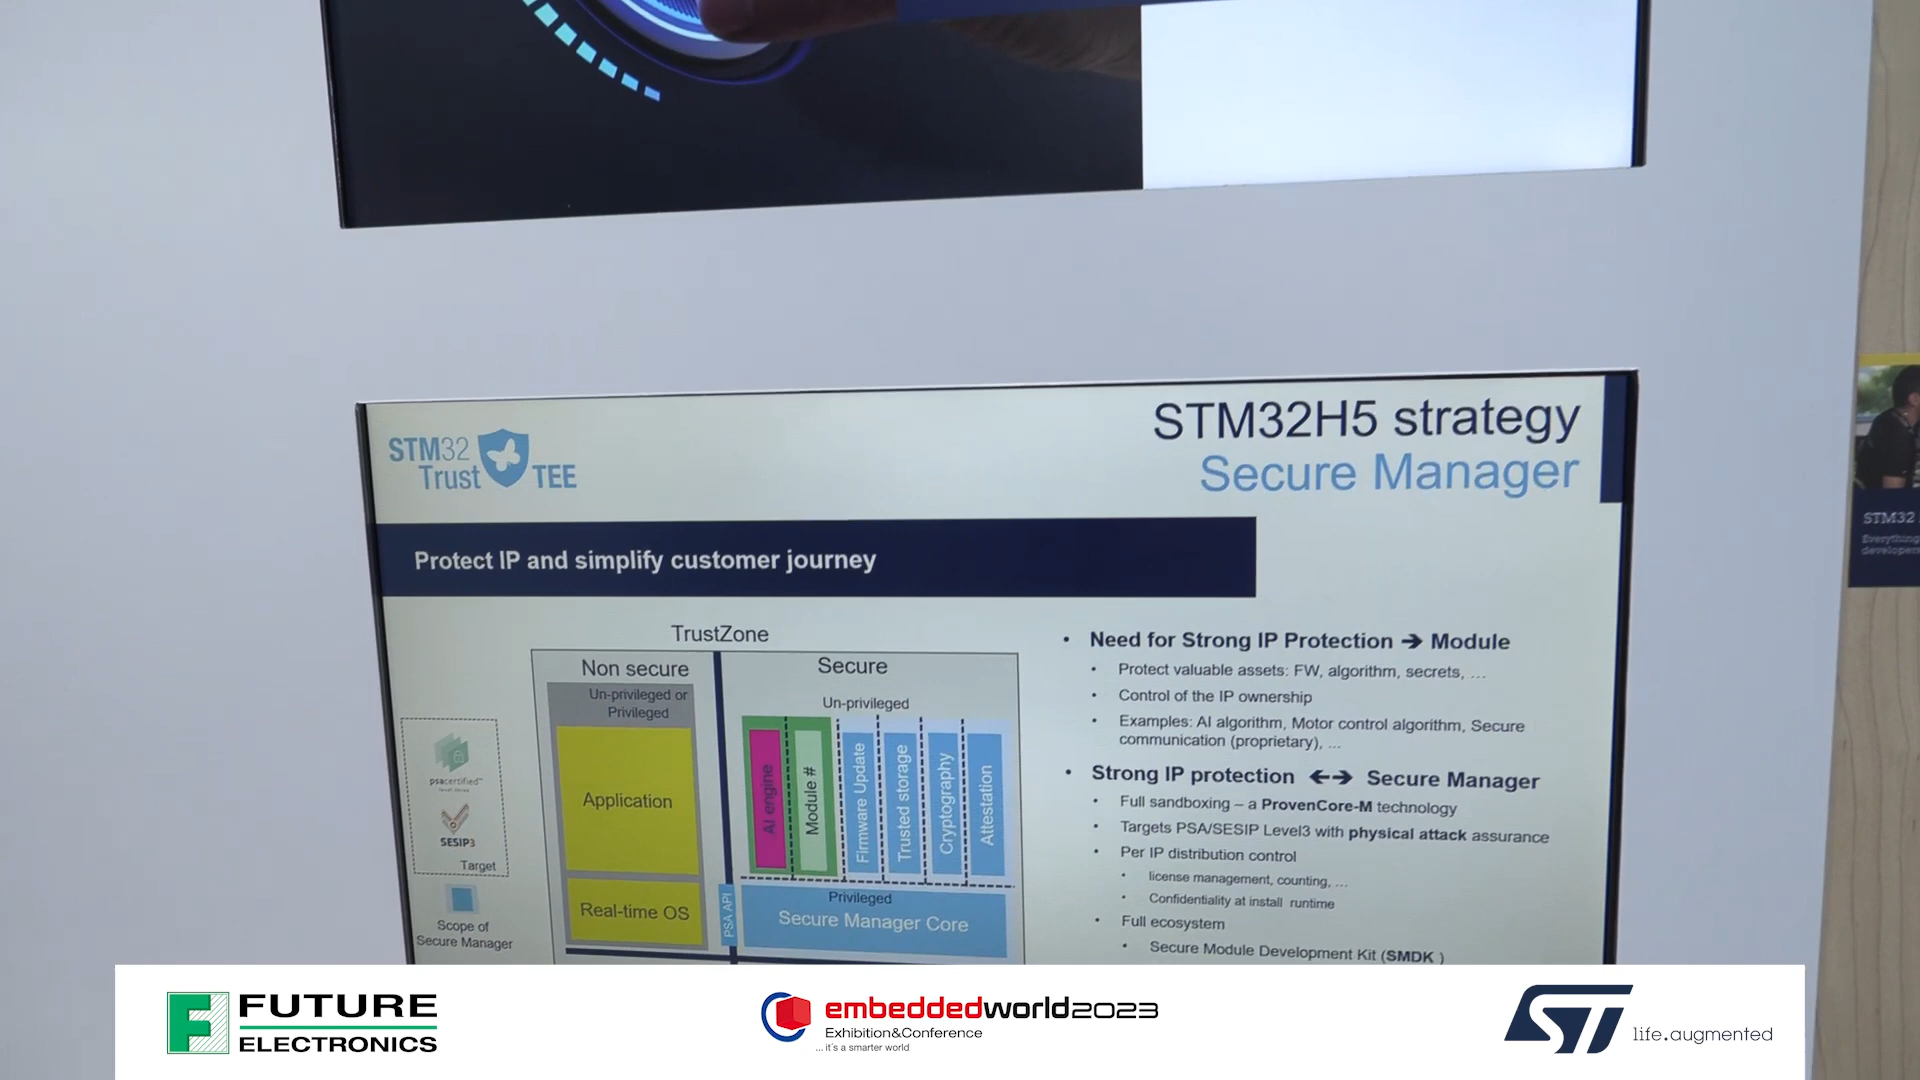 STM32H5 strategy
Secure Manager
STM32
Trust TEE
Protect IP and simplify customer journey
TrustZone
Non secure
Secure
Un-privileged or
Privileged
Un-privileged
Application
Real-time OS
PSA API
AI engine
Module #
Firmware Update
Trusted storage
Cryptography
Attestation
Privileged
Secure Manager Core
psacertified™
SESIP3
Target
Scope of
Secure Manager
• Need for Strong IP Protection ➔ Module
• Protect valuable assets: FW, algorithm, secrets, …
• Control of the IP ownership
• Examples: AI algorithm, Motor control algorithm, Secure
communication (proprietary), …
• Strong IP protection ←→ Secure Manager
• Full sandboxing – a ProvenCore-M technology
• Targets PSA/SESIP Level3 with physical attack assurance
• Per IP distribution control
• license management, counting, …
• Confidentiality at install runtime
• Full ecosystem
• Secure Module Development Kit (SMDK )
STM32
Everything
developers
F FUTURE
ELECTRONICS
embeddedworld2023
Exhibition&Conference
... it's a smarter world
ST life.augmented